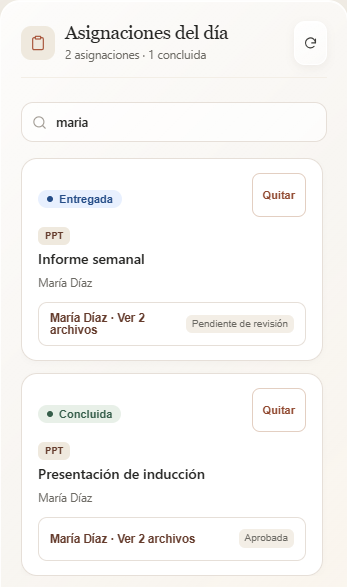 Asignaciones del día
2 asignaciones · 1 concluida
maria
Entregada
Quitar
PPT
Informe semanal
María Díaz
María Díaz · Ver 2
archivos
Pendiente de revisión
Concluida
Quitar
PPT
Presentación de inducción
María Díaz
María Díaz · Ver 2 archivos
Aprobada